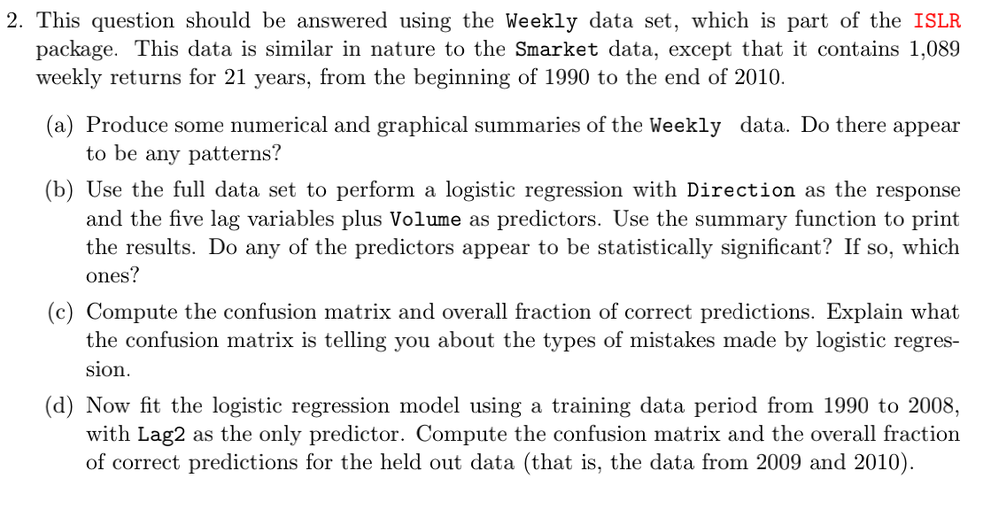 2. This question should be answered using the Weekly data set, which is part of the ISLR
package. This data is similar in nature to the Smarket data, except that it contains 1,089
weekly returns for 21 years, from the beginning of 1990 to the end of 2010.
(a) Produce some numerical and graphical summaries of the Weekly data. Do there appear
to be any patterns?
(b) Use the full data set to perform a logistic regression with Direction as the response
and the five lag variables plus Volume as predictors. Use the summary function to print
the results. Do any of the predictors appear to be statistically significant? If so, which
ones?
(c) Compute the confusion matrix and overall fraction of correct predictions. Explain what
the confusion matrix is telling you about the types of mistakes made by logistic regres-
sion.
(d) Now fit the logistic regression model using a training data period from 1990 to 2008,
with Lag2 as the only predictor. Compute the confusion matrix and the overall fraction
of correct predictions for the held out data (that is, the data from 2009 and 2010).